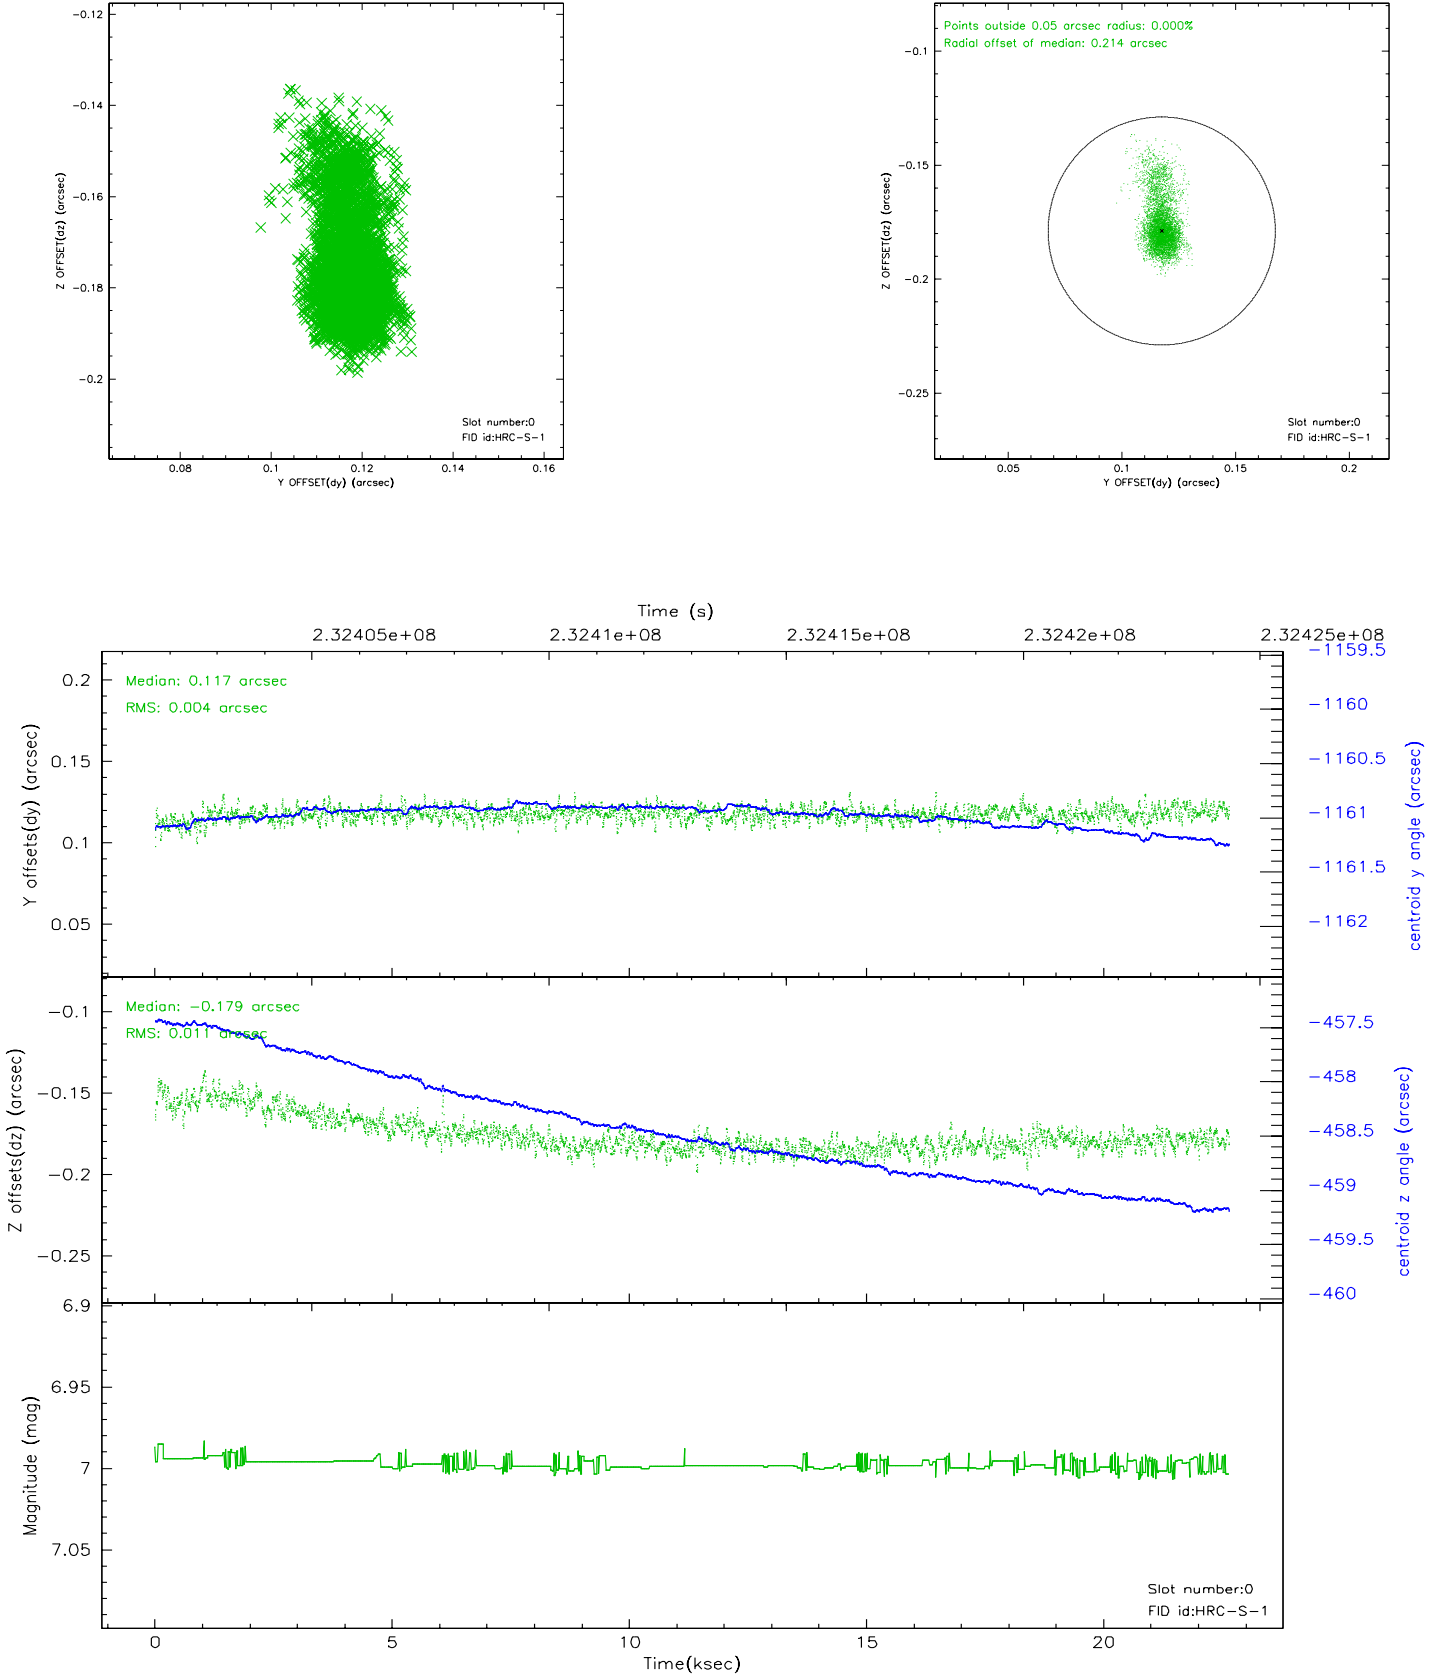 -0.12
-0.14
-0.16
-0.18
-0.2
Z OFFSET(dz) (arcsec)
0.08
0.1
0.12
0.14
0.16
Y OFFSET(dy) (arcsec)
Slot number:0
FID id:HRC-S-1
Points outside 0.05 arcsec radius: 0.000%
Radial offset of median: 0.214 arcsec
-0.1
-0.15
-0.2
-0.25
Z OFFSET(dz) (arcsec)
0.05
0.1
0.15
0.2
Y OFFSET(dy) (arcsec)
Slot number:0
FID id:HRC-S-1
Time (s)
2.32405e+08
2.3241e+08
2.32415e+08
2.3242e+08
2.32425e+08
Median: 0.117 arcsec
RMS: 0.004 arcsec
0.2
0.15
0.1
0.05
Y offsets(dy) (arcsec)
-1159.5
-1160
-1160.5
-1161
-1161.5
-1162
centroid y angle (arcsec)
Median: -0.179 arcsec
RMS: 0.011 arcsec
-0.1
-0.15
-0.2
-0.25
Z offsets(dz) (arcsec)
-457.5
-458
-458.5
-459
-459.5
-460
centroid z angle (arcsec)
6.9
6.95
7
7.05
Magnitude (mag)
Slot number:0
FID id:HRC-S-1
0
5
10
15
20
Time(ksec)